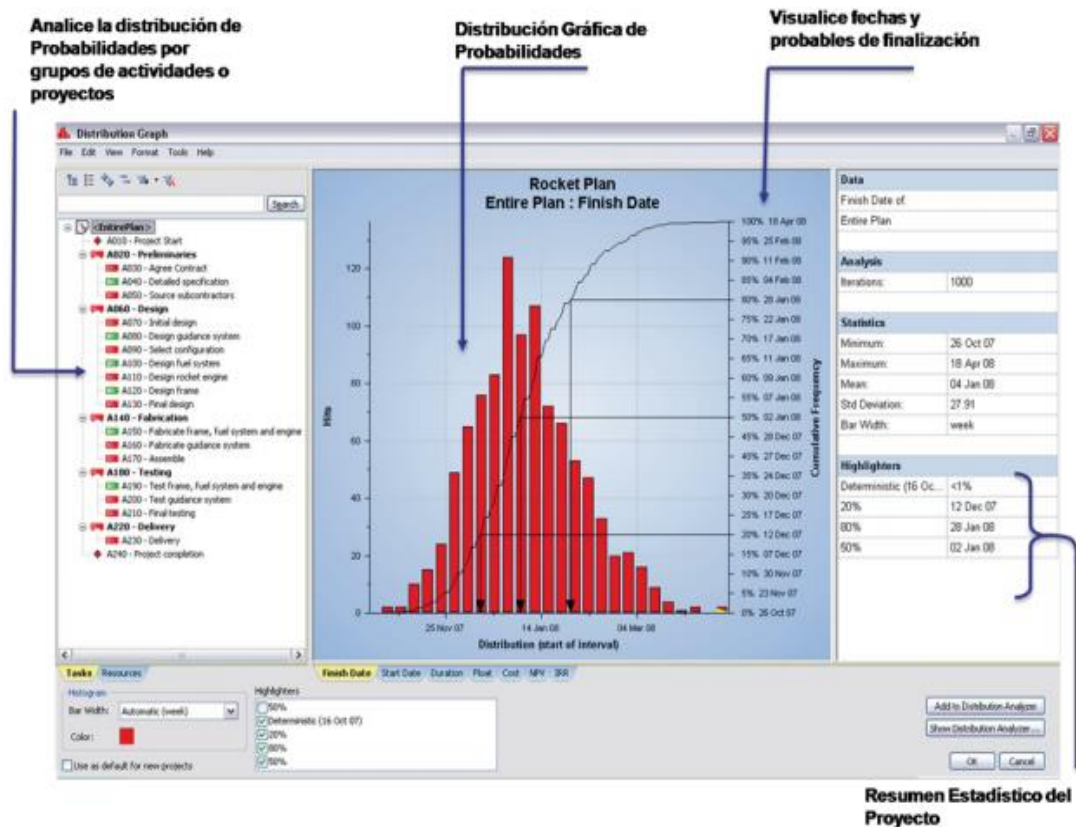 Analice la distribución de
Probabilidades por
grupos de actividades o
proyectos
Distribución Gráfica de
Probabilidades
Visualice fechas y
probables de finalización
Distribution Graph
File Edit View Format Tools Help
Search
<EntirePlan>
A010 - Project Start
A020 - Preliminaries
A030 - Agree Contract
A040 - Detailed specification
A050 - Source subcontractors
A060 - Design
A070 - Initial design
A080 - Design guidance system
A090 - Select configuration
A100 - Design fuel system
A110 - Design rocket engine
A120 - Design frame
A130 - Final design
A140 - Fabrication
A150 - Fabricate frame, fuel system and engine
A160 - Fabricate guidance system
A170 - Assemble
A180 - Testing
A190 - Test frame, fuel system and engine
A200 - Test guidance system
A210 - Final testing
A220 - Delivery
A230 - Delivery
A240 - Project completion
Rocket Plan
Entire Plan : Finish Date
120
100
80
60
40
20
0
Hits
25 Nov 07 14 Jan 08 04 Mar 08
Distribution (start of interval)
100% 18 Apr 08
95% 25 Feb 08
90% 11 Feb 08
85% 04 Feb 08
80% 28 Jan 08
75% 22 Jan 08
70% 17 Jan 08
65% 11 Jan 08
60% 09 Jan 08
55% 07 Jan 08
50% 02 Jan 08
45% 28 Dec 07
40% 27 Dec 07
35% 24 Dec 07
30% 20 Dec 07
25% 17 Dec 07
20% 12 Dec 07
15% 07 Dec 07
10% 30 Nov 07
5% 23 Nov 07
0% 26 Oct 07
Cumulative Frequency
Data
Finish Date of:
Entire Plan
Analysis
Iterations: 1000
Statistics
Minimum: 26 Oct 07
Maximum: 18 Apr 08
Mean: 04 Jan 08
Std Deviation: 27.91
Bar Width: week
Highlighters
Deterministic (16 Oc... <1%
20% 12 Dec 07
80% 28 Jan 08
50% 02 Jan 08
Tasks Resources
Finish Date Start Date Duration Float Cost NPV IRR
Histogram
Bar Width: Automatic (week)
Color:
Use as default for new projects
Highlighters
50%
Deterministic (16 Oct 07)
20%
80%
50%
Add to Distribution Analyzer
Show Distribution Analyzer...
OK Cancel
Resumen Estadístico del
Proyecto